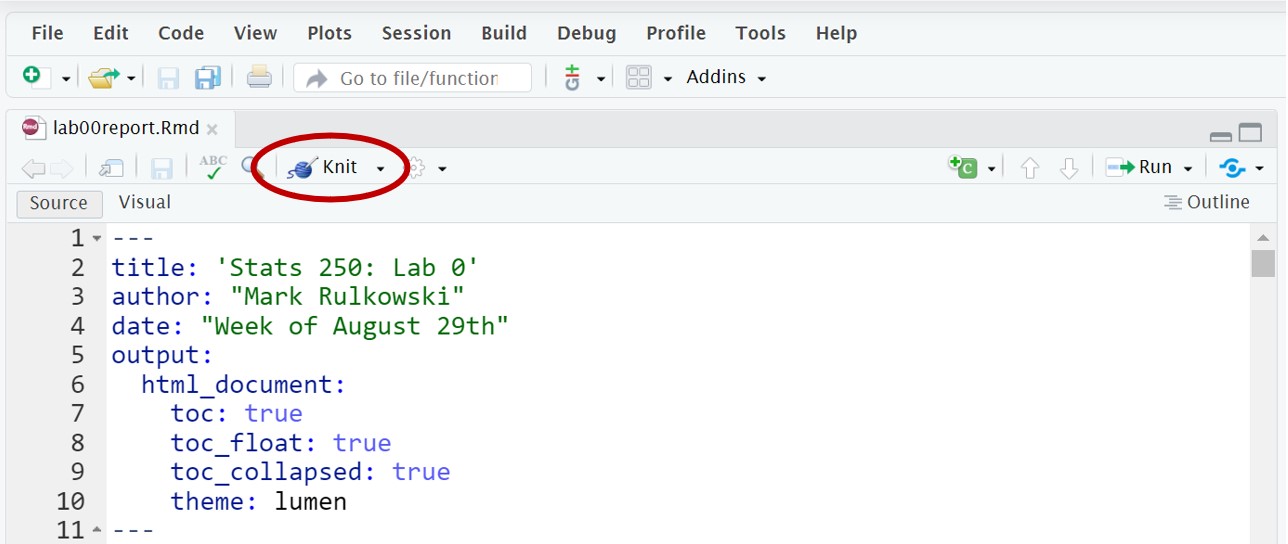 File Edit Code View Plots Session Build Debug Profile Tools Help
Go to file/function Addins
lab00report.Rmd
ABC Knit Run
Source Visual Outline
1 ---
2 title: 'Stats 250: Lab 0'
3 author: "Mark Rulkowski"
4 date: "Week of August 29th"
5 output:
6 html_document:
7 toc: true
8 toc_float: true
9 toc_collapsed: true
10 theme: lumen
11 ---